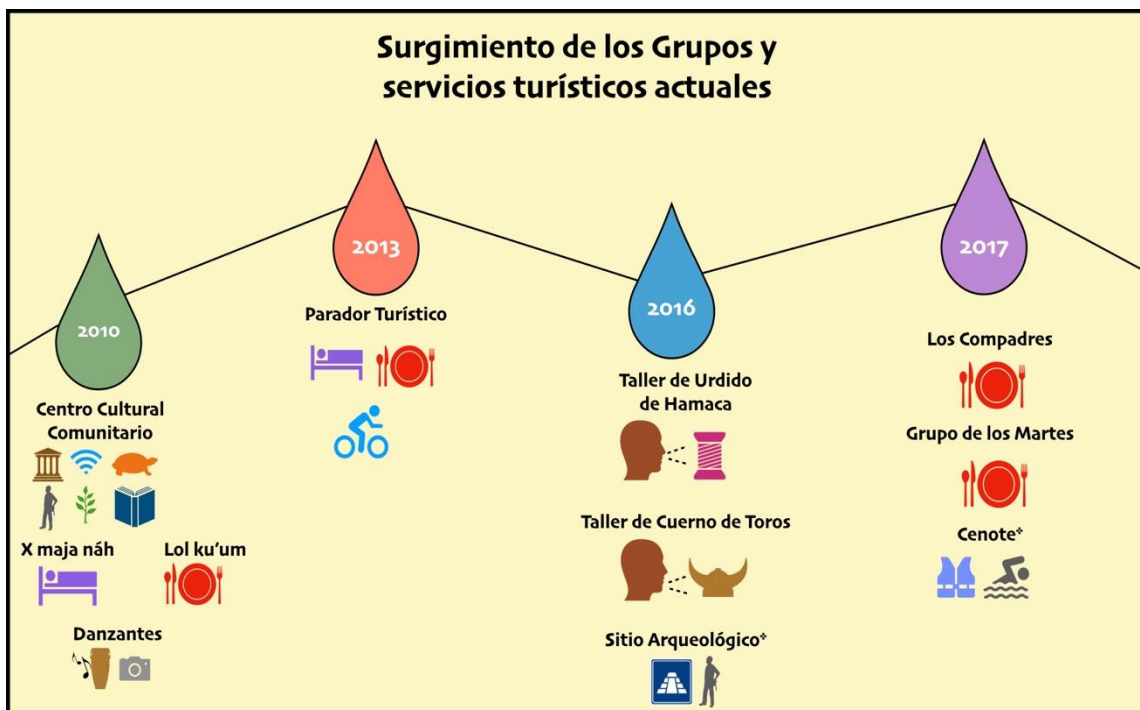 Surgimiento de los Grupos y
servicios turísticos actuales
2010
Centro Cultural
Comunitario
X maja náh
Lol ku'um
Danzantes
2013
Parador Turístico
2016
Taller de Urdido
de Hamaca
Taller de Cuerno de Toros
Sitio Arqueológico*
2017
Los Compadres
Grupo de los Martes
Cenote*